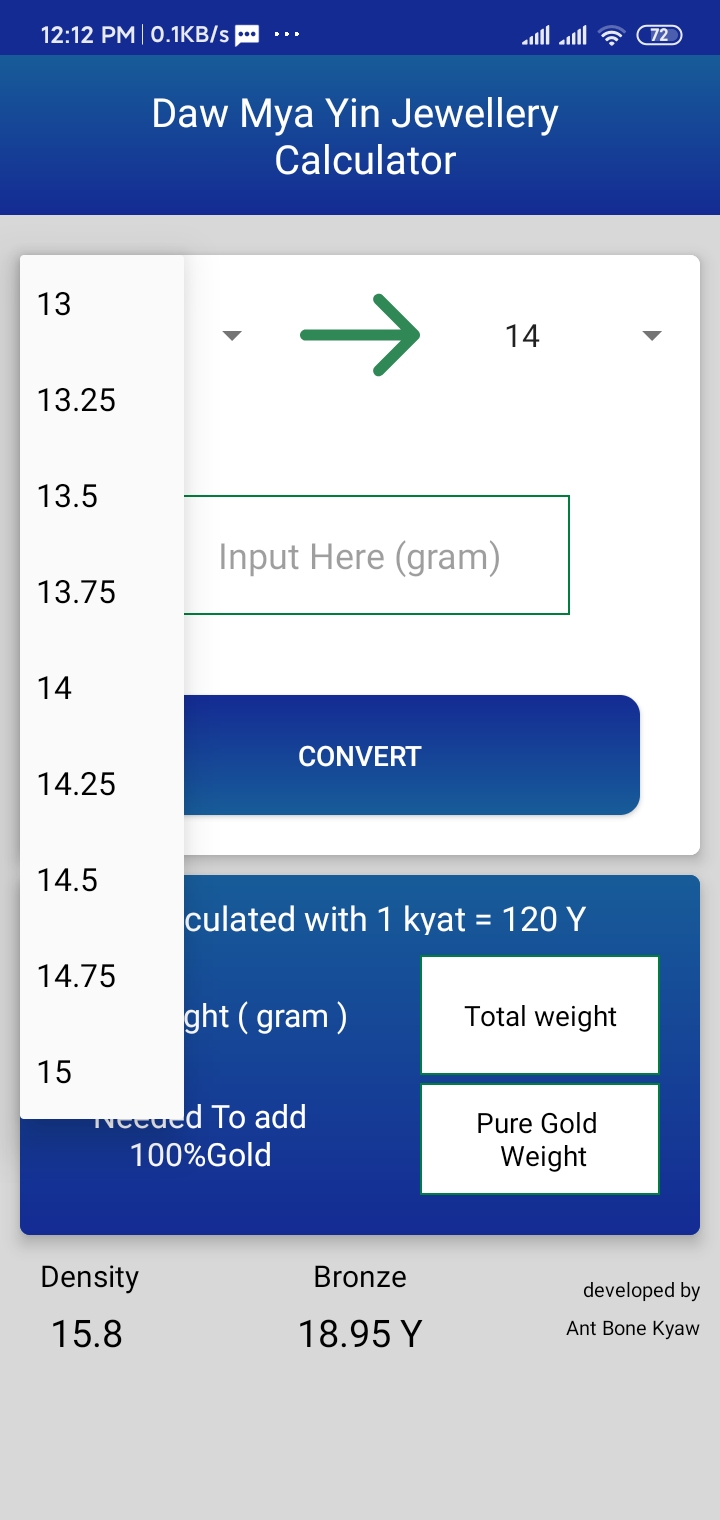 12:12 PM 0.1KB/s
72
Daw Mya Yin Jewellery
Calculator
13
13.25
13.5
13.75
14
14.25
14.5
14.75
15
14
Input Here (gram)
CONVERT
culated with 1 kyat = 120 Y
ght ( gram )
Total weight
Needed To add
100%Gold
Pure Gold
Weight
Density
15.8
Bronze
18.95 Y
developed by
Ant Bone Kyaw